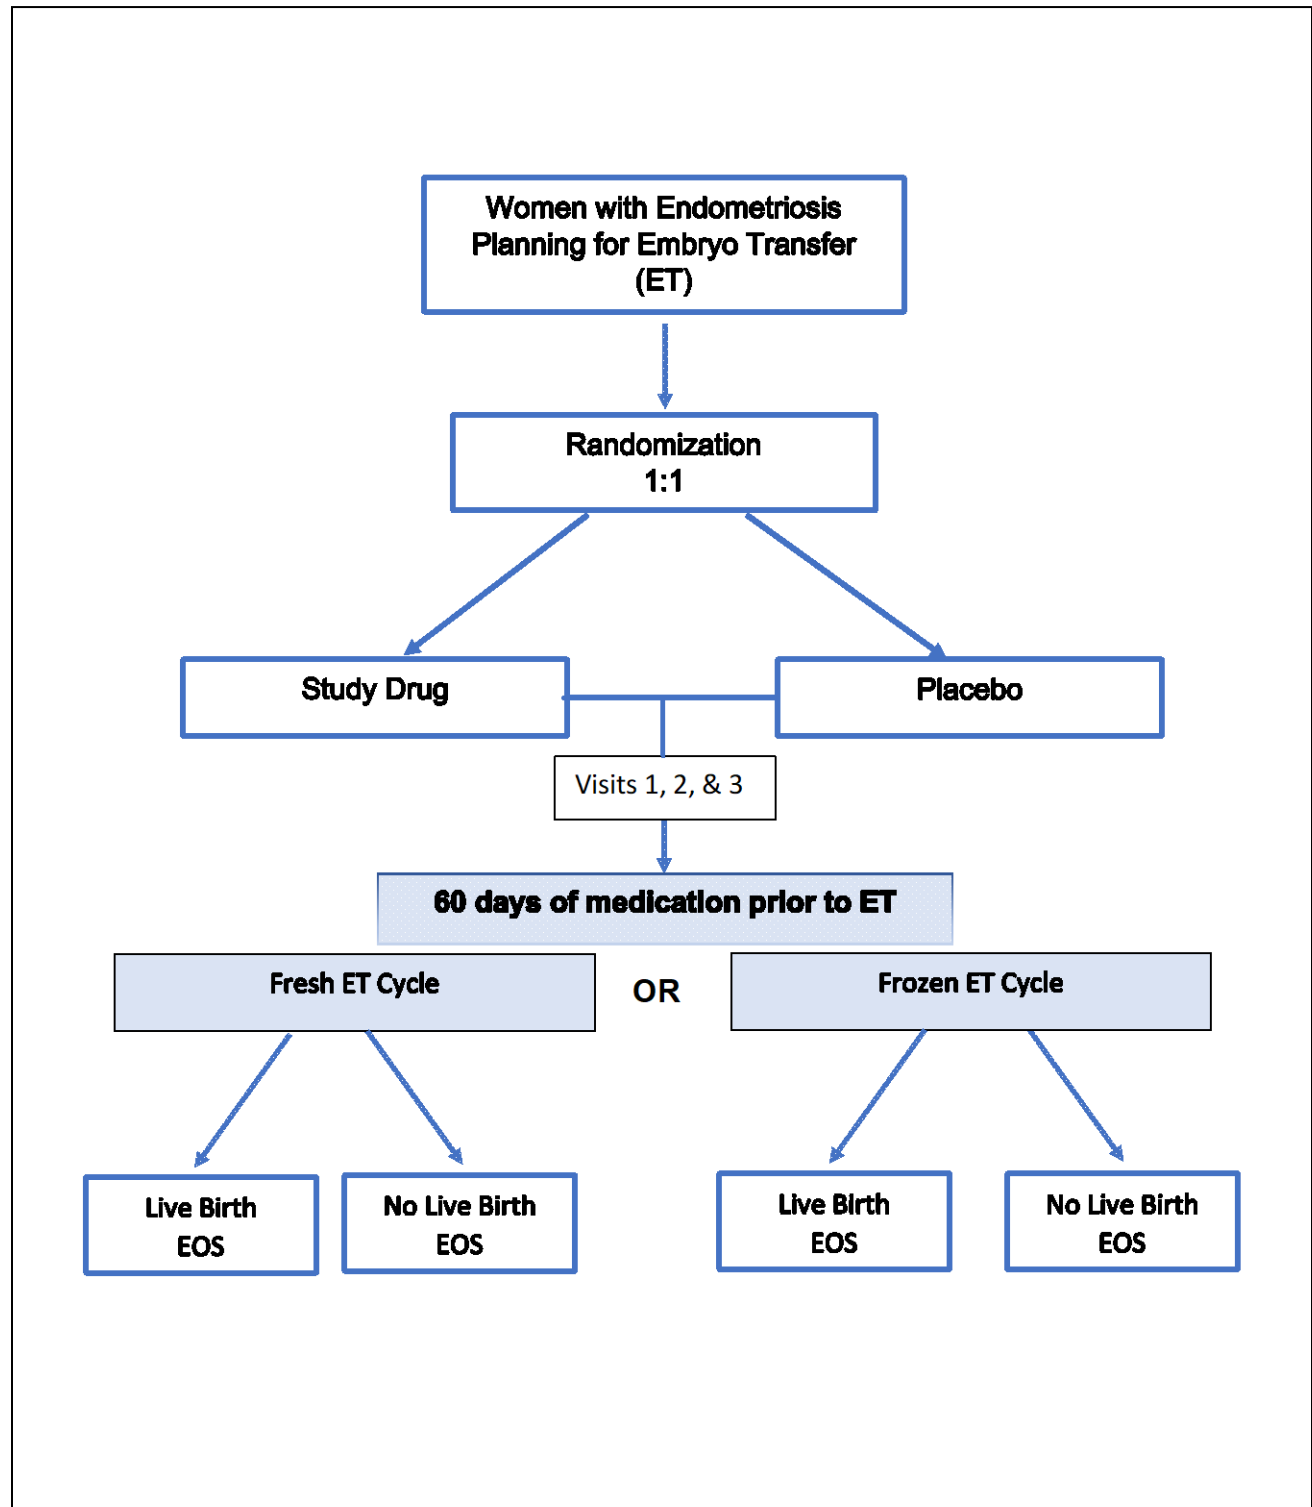 Women with Endometriosis
Planning for Embryo Transfer
(ET)
Randomization
1:1
Study Drug
Placebo
Visits 1, 2, & 3
60 days of medication prior to ET
Fresh ET Cycle
OR
Frozen ET Cycle
Live Birth
EOS
No Live Birth
EOS
Live Birth
EOS
No Live Birth
EOS